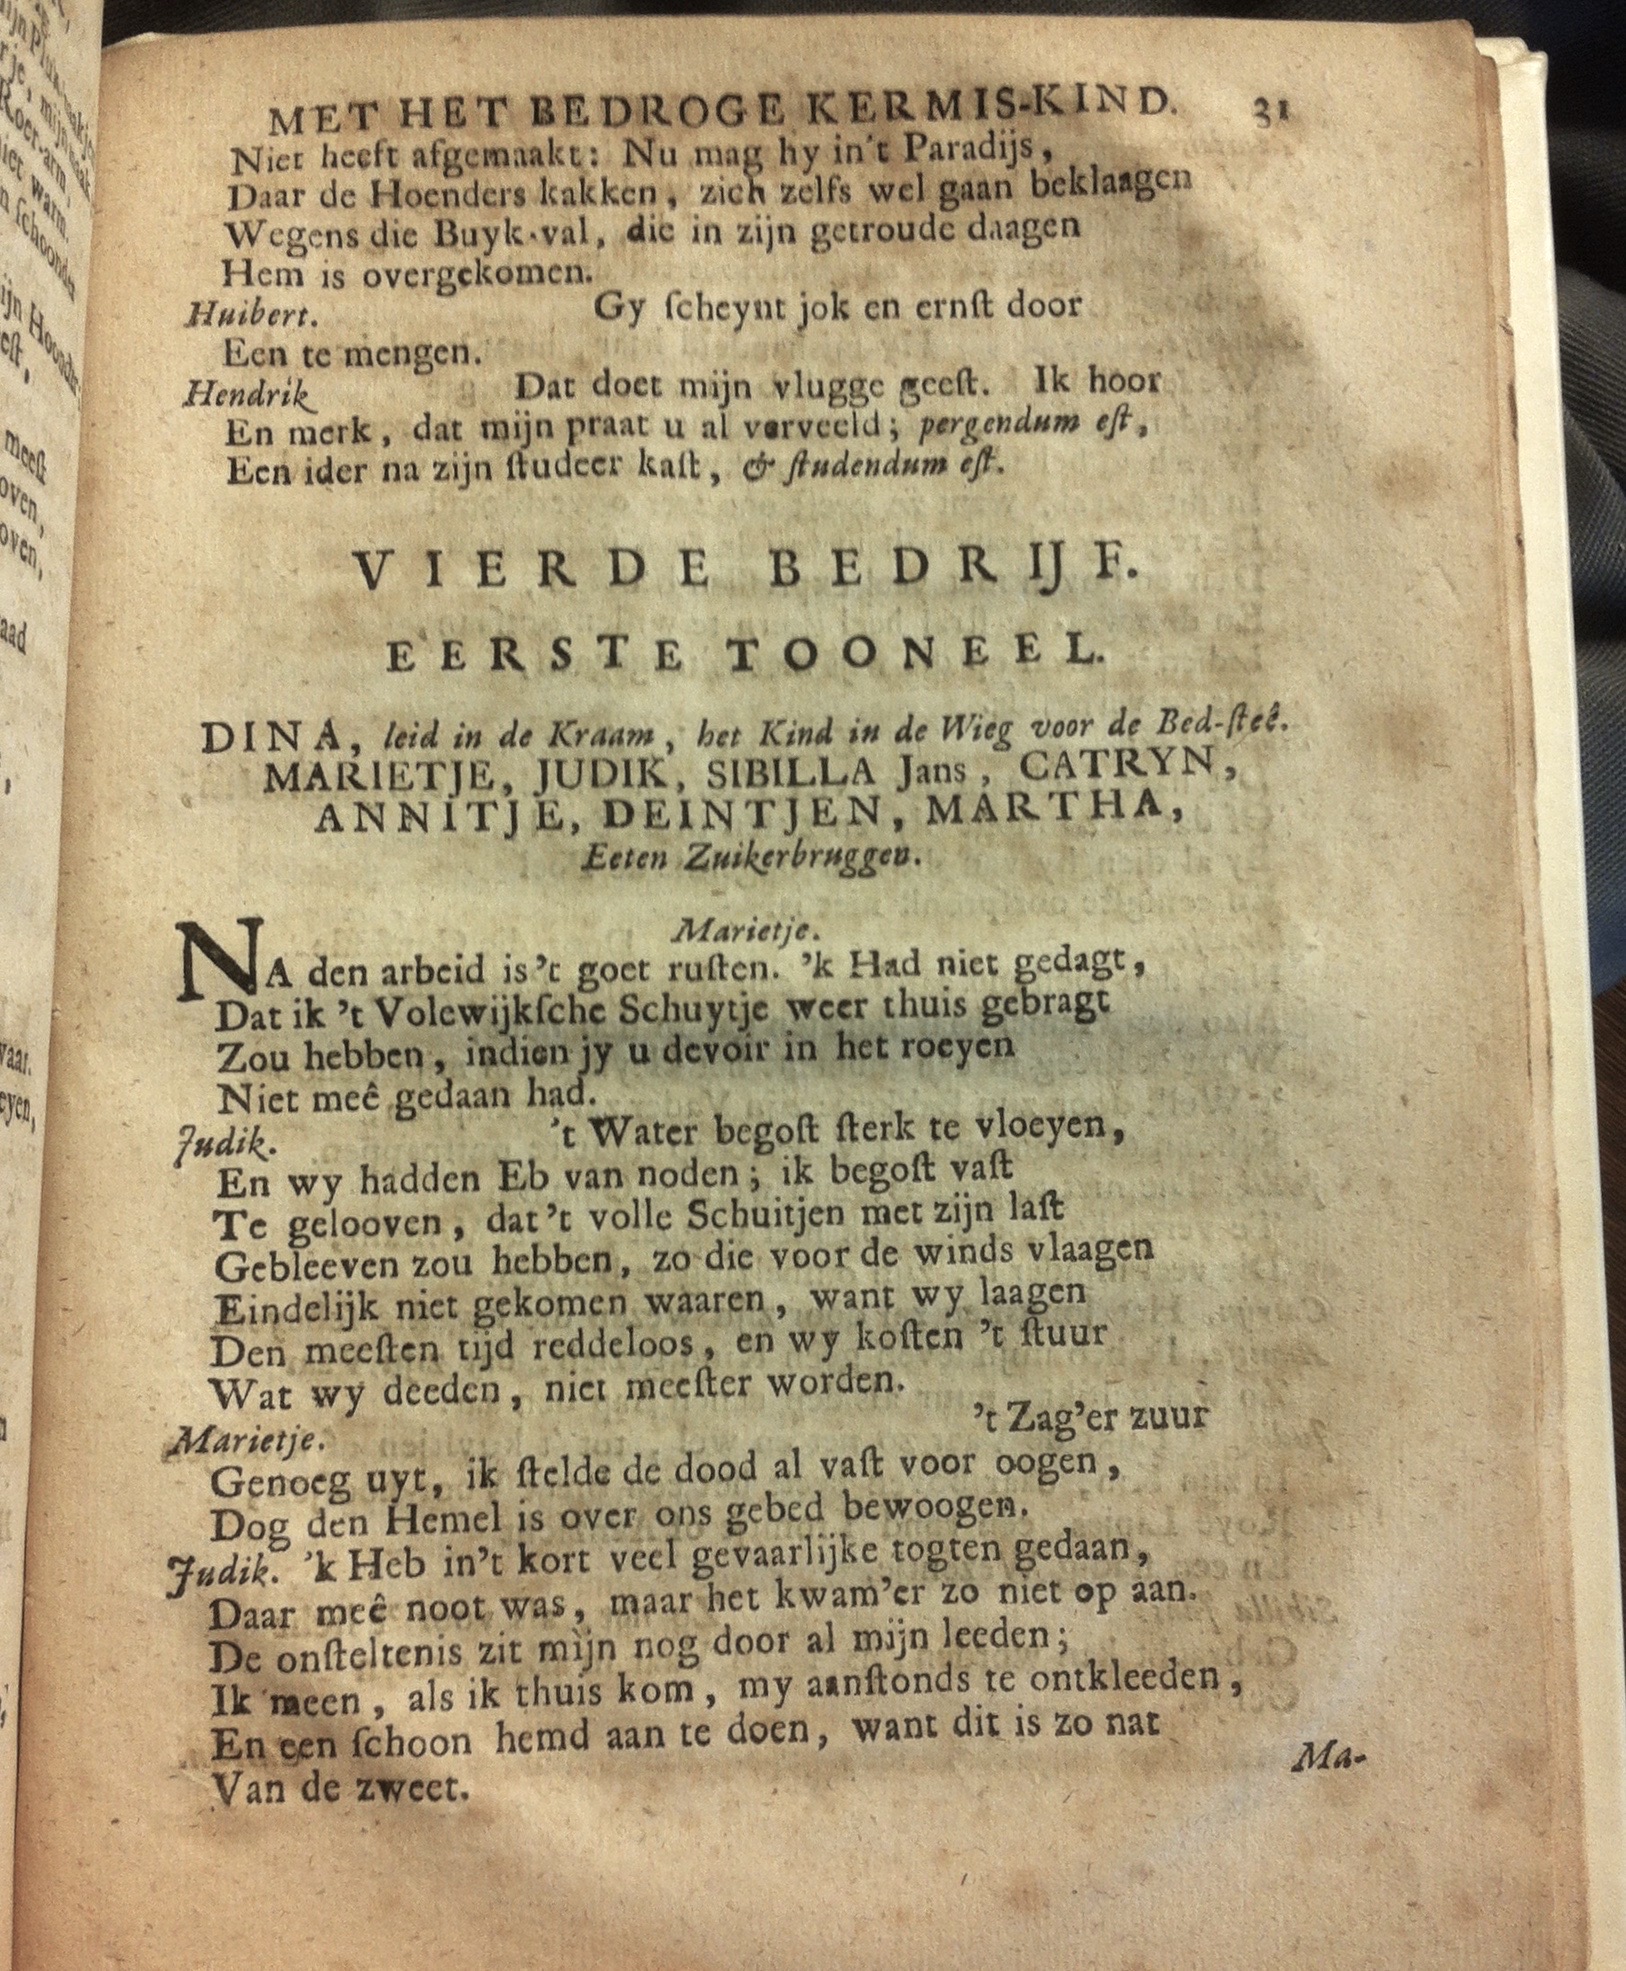 MET HET BEDROGE KERMIS-KIND. 31
Niet heeft afgemaakt: Nu mag hy in't Paradijs,
Daar de Hoenders kakken, zich zelfs wel gaan beklaagen
Wegens die Buyk-val, die in zijn getroude daagen
Hem is overgekomen.
Huibert. Gy ſcheynt jok en ernſt door
Een te mengen.
Hendrik Dat doet mijn vlugge geeſt. Ik hoor
En merk, dat mijn praat u al verveeld; pergendum eſt,
Een ider na zijn ſtudeer kaſt, & ſtudendum eſt.
VIERDE BEDRIJF.
EERSTE TOONEEL.
DINA, leid in de Kraam, het Kind in de Wieg voor de Bed-ſteê.
MARIETJE, JUDIK, SIBILLA Jans, CATRYN,
ANNITJE, DEINTJEN, MARTHA,
Eeten Zuikerbruggen.
Marietje.
NA den arbeid is 't goet ruſten. 'k Had niet gedagt,
Dat ik 't Volewijkſche Schuytje weer thuis gebragt
Zou hebben, indien jy u devoir in het roeyen
Niet meê gedaan had.
Judik. 't Water begoſt ſterk te vloeyen,
En wy hadden Eb van noden; ik begoſt vaſt
Te gelooven, dat 't volle Schuitjen met zijn laſt
Gebleeven zou hebben, zo die voor de winds vlaagen
Eindelijk niet gekomen waaren, want wy laagen
Den meeſten tijd reddeloos, en wy koſten 't ſtuur
Wat wy deeden, niet meeſter worden.
Marietje. 't Zag'er zuur
Genoeg uyt, ik ſtelde de dood al vaſt voor oogen,
Dog den Hemel is over ons gebed bewoogen.
Judik. 'k Heb in't kort veel gevaarlijke togten gedaan,
Daar meê noot was, maar het kwam'er zo niet op aan.
De onſteltenis zit mijn nog door al mijn leeden;
Ik meen, als ik thuis kom, my aanſtonds te ontkleeden,
En een ſchoon hemd aan te doen, want dit is zo nat
Van de zweet.
Ma-